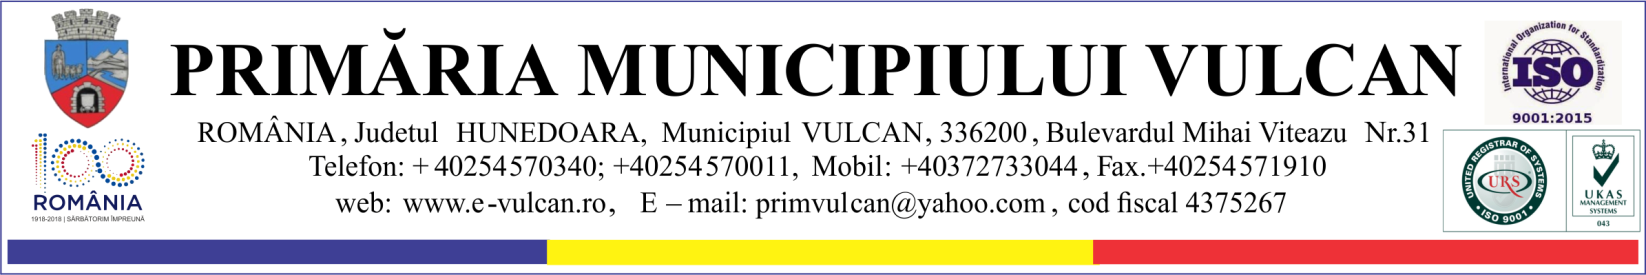 PRIMĂRIA MUNICIPIULUI VULCAN
ROMÂNIA, Judetul HUNEDOARA, Municipiul VULCAN, 336200, Bulevardul Mihai Viteazu Nr.31
Telefon: +40254570340; +40254570011, Mobil: +40372733044, Fax.+40254571910
web: www.e-vulcan.ro, E – mail: primvulcan@yahoo.com, cod fiscal 4375267
100
ROMÂNIA
1918-2018 | SĂRBĂTORIM ÎMPREUNĂ
International Organization for Standardization
ISO
9001:2015
UNITED REGISTRAR OF SYSTEMS
URS
• ISO 9001 •
UKAS
MANAGEMENT
SYSTEMS
043